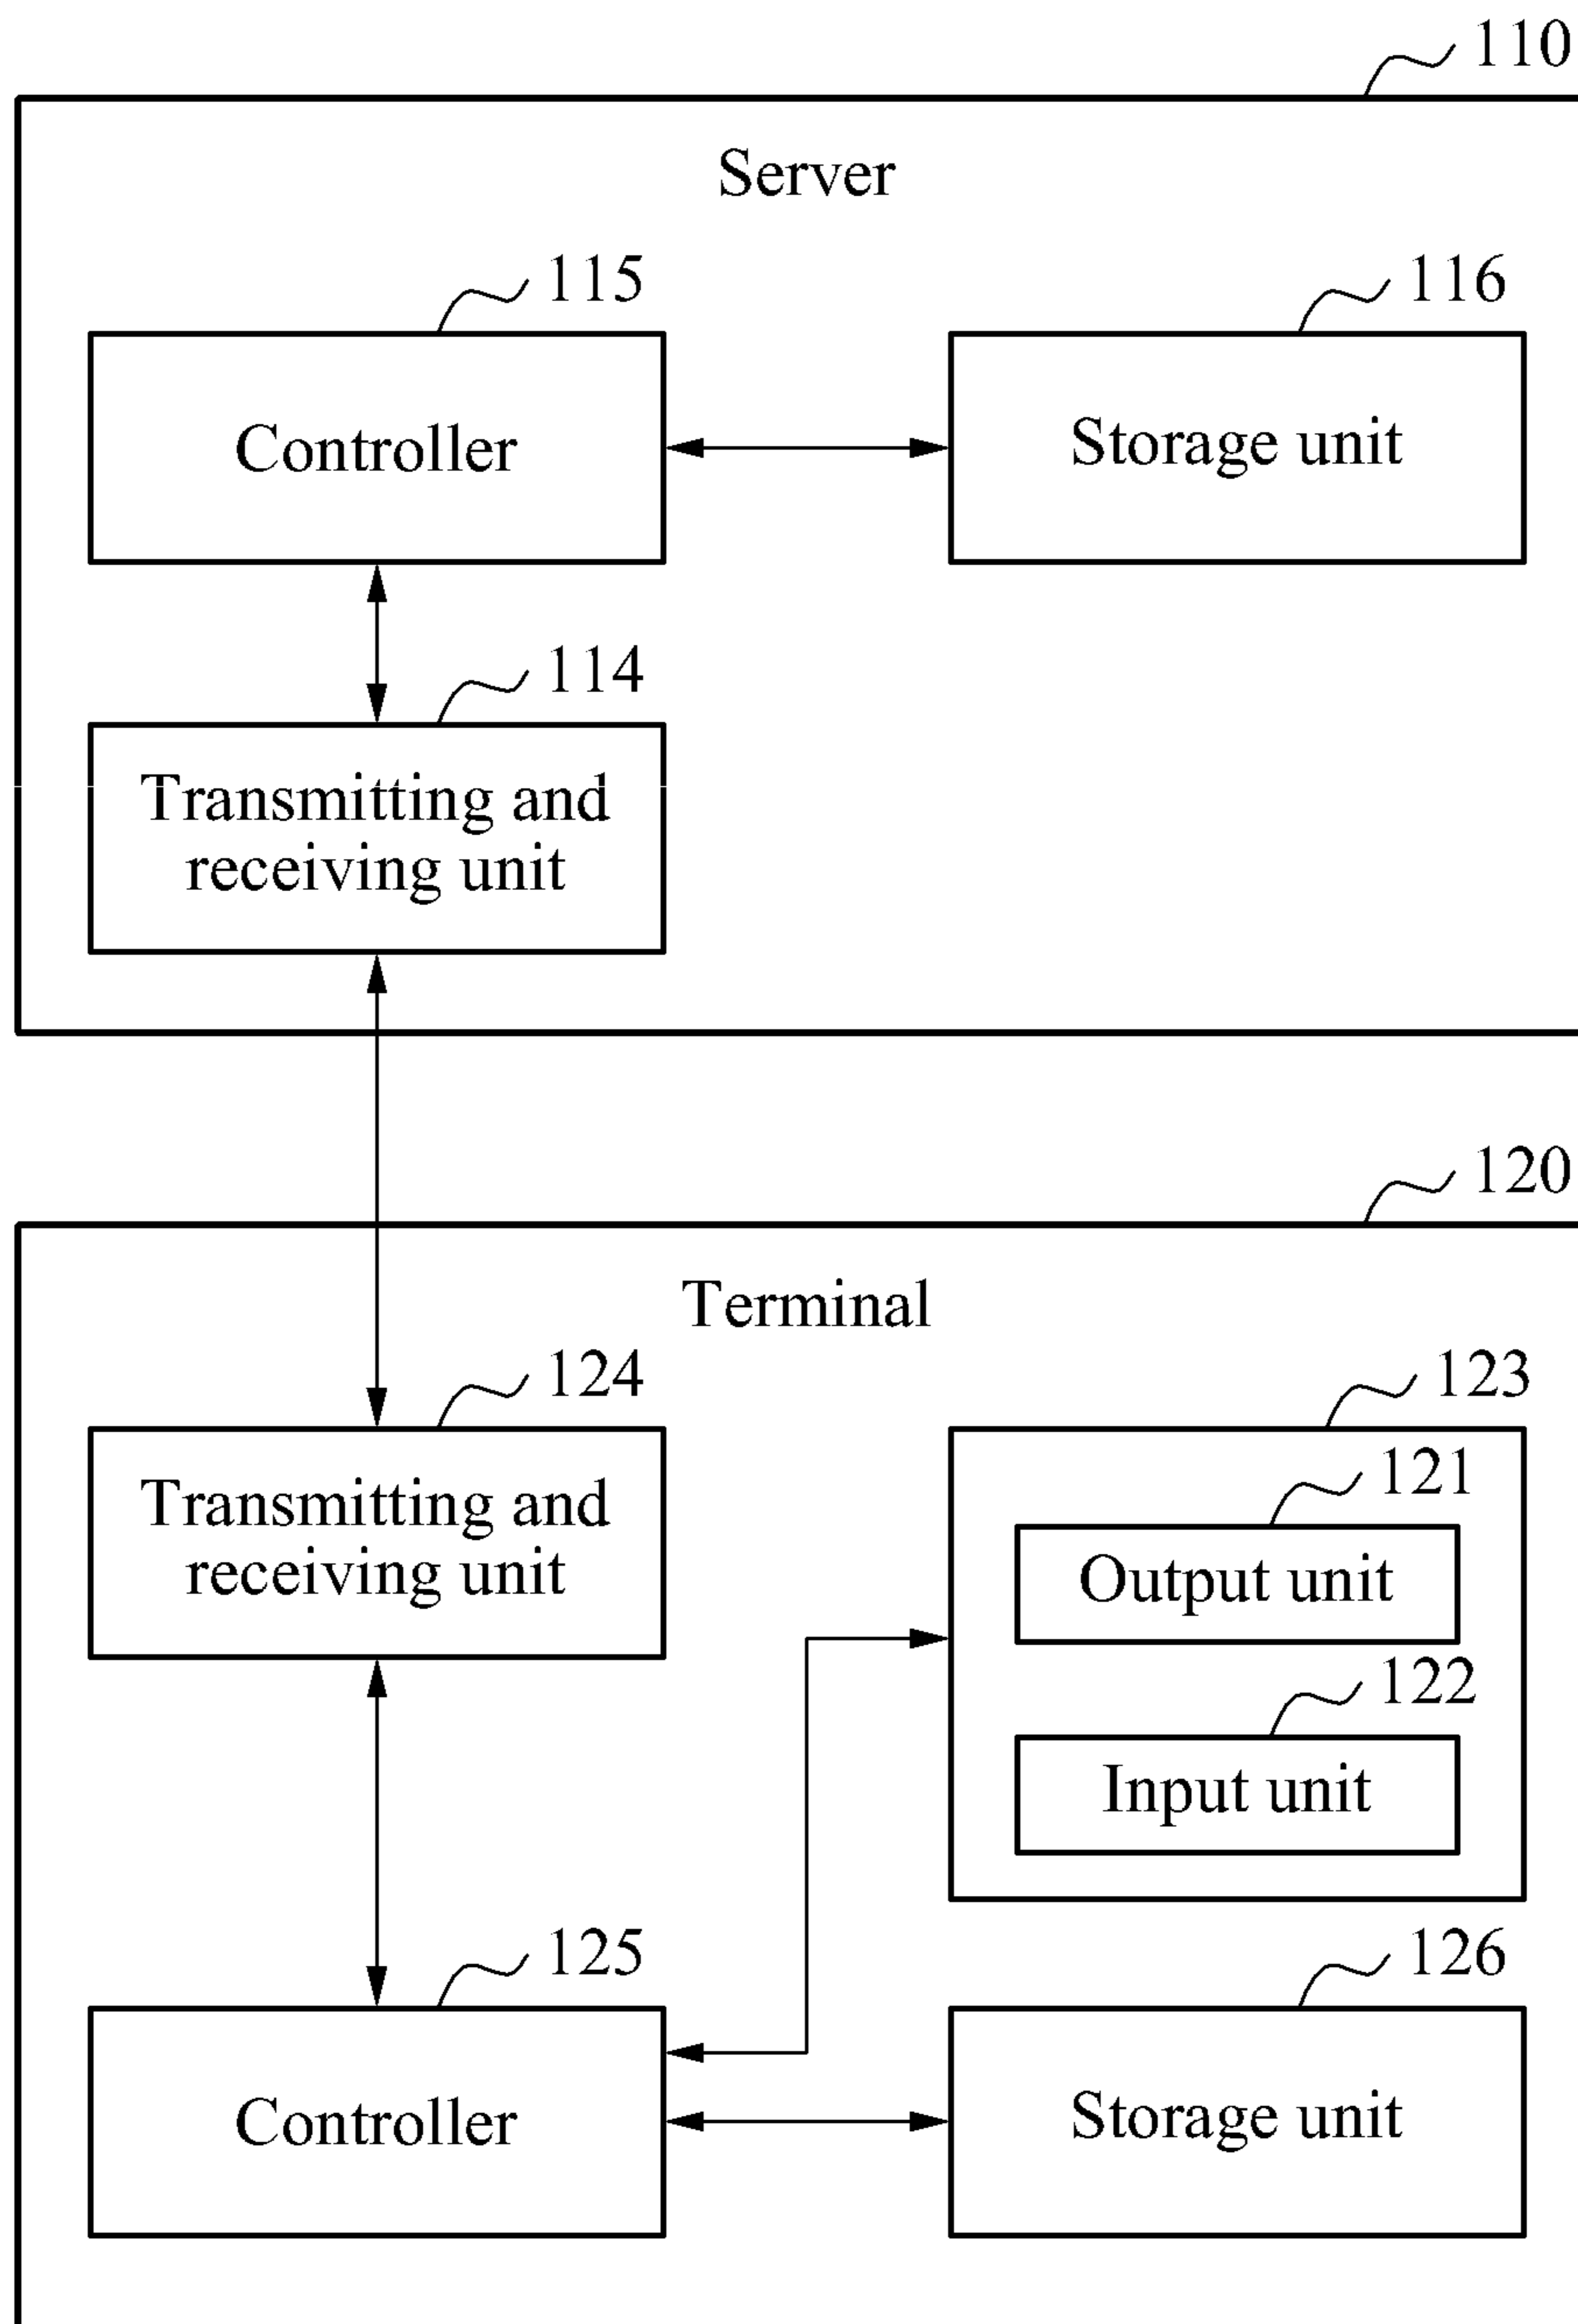 110
Server
115
116
Controller
Storage unit
114
Transmitting and
receiving unit
120
Terminal
124
123
Transmitting and
receiving unit
121
Output unit
122
Input unit
125
126
Controller
Storage unit